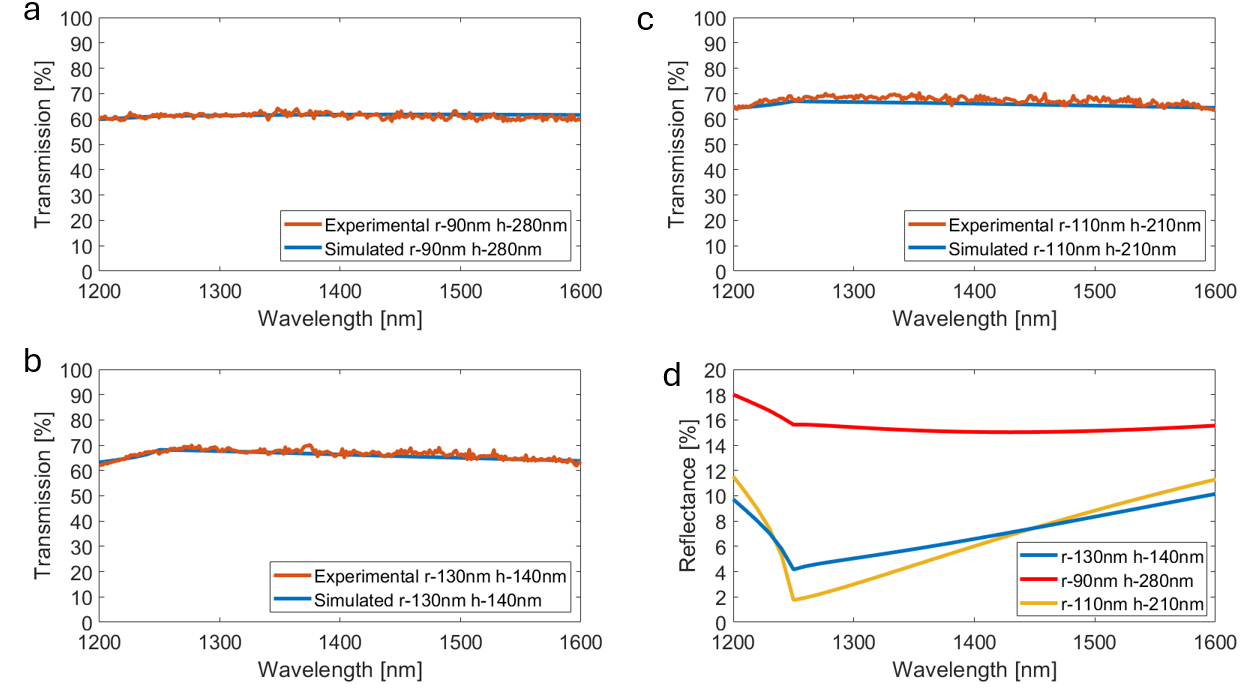 a
100
90
80
70
60
50
40
30
20
10
0
Transmission [%]
Experimental r-90nm h-280nm
Simulated r-90nm h-280nm
1200 1300 1400 1500 1600
Wavelength [nm]
b
100
90
80
70
60
50
40
30
20
10
0
Transmission [%]
Experimental r-130nm h-140nm
Simulated r-130nm h-140nm
1200 1300 1400 1500 1600
Wavelength [nm]
c
100
90
80
70
60
50
40
30
20
10
0
Transmission [%]
Experimental r-110nm h-210nm
Simulated r-110nm h-210nm
1200 1300 1400 1500 1600
Wavelength [nm]
d
20
18
16
14
12
10
8
6
4
2
0
Reflectance [%]
r-130nm h-140nm
r-90nm h-280nm
r-110nm h-210nm
1200 1300 1400 1500 1600
Wavelength [nm]